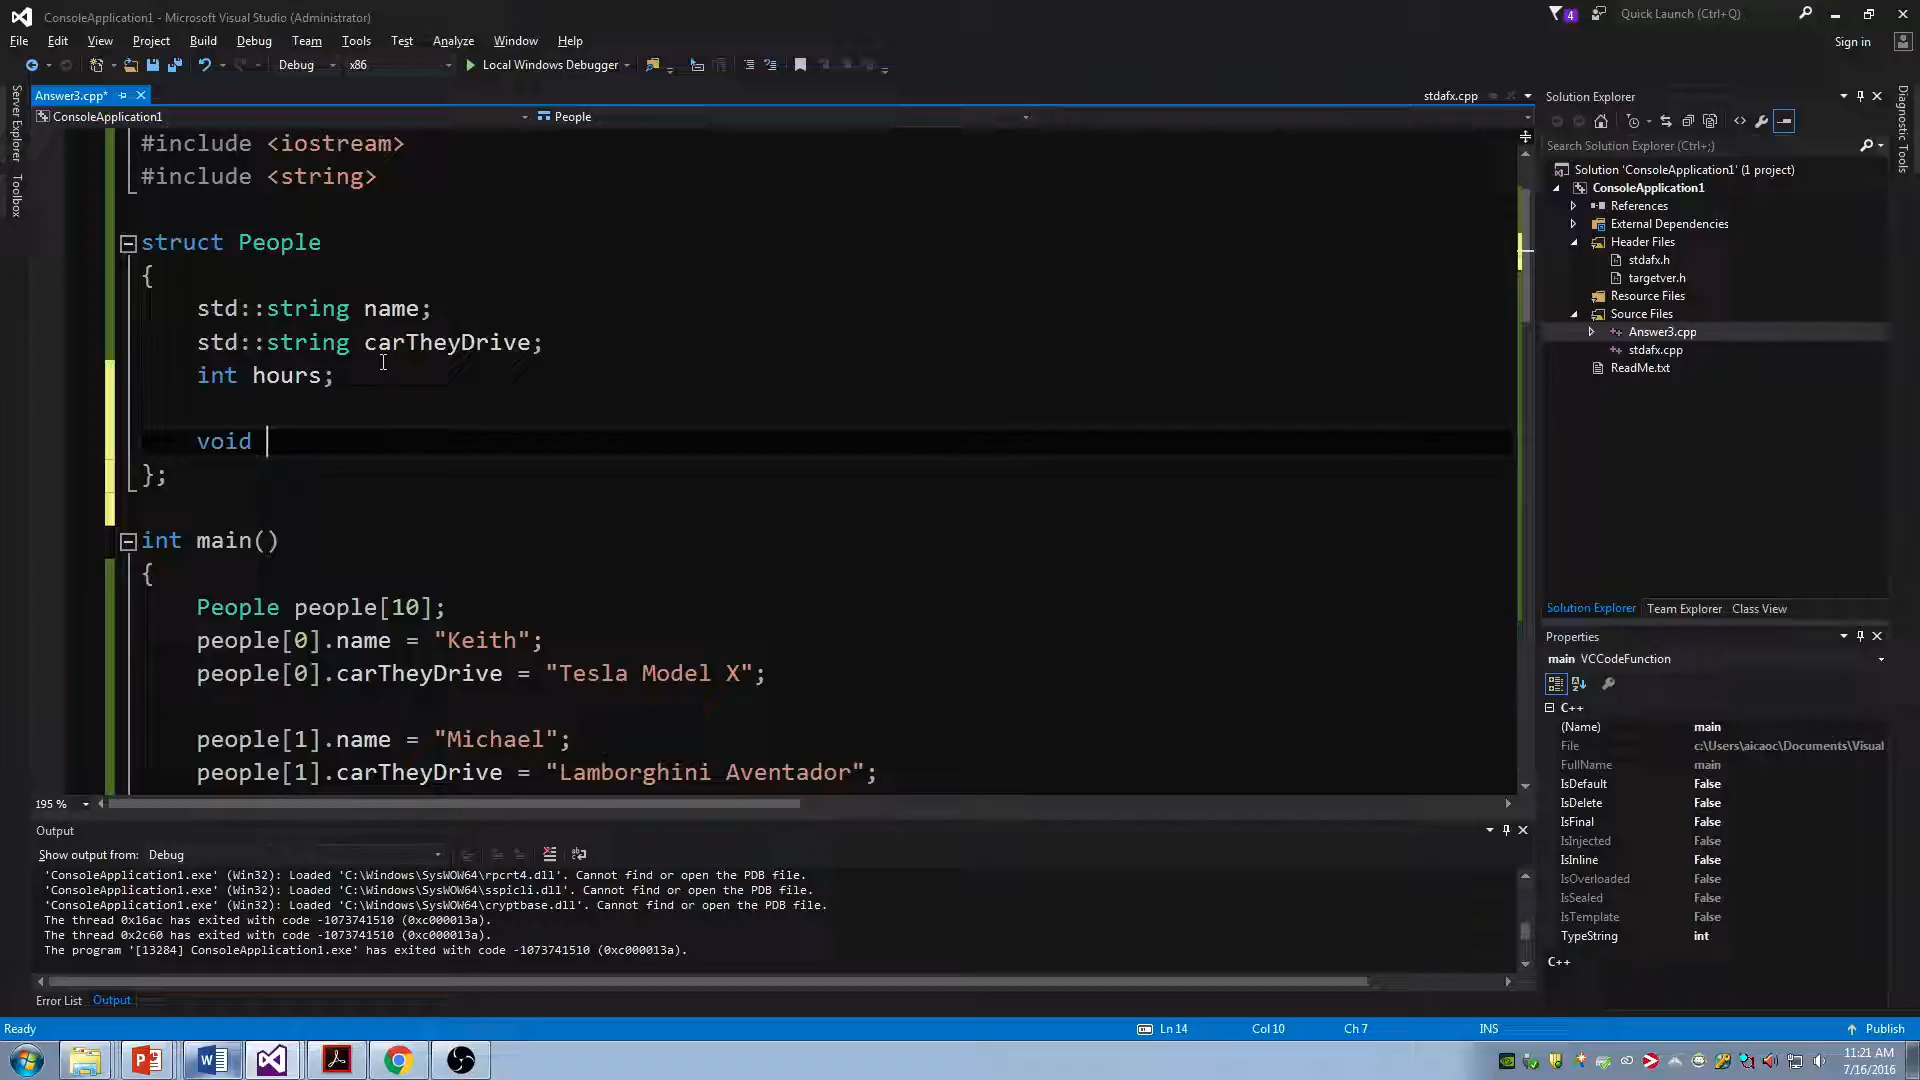 ConsoleApplication1 - Microsoft Visual Studio (Administrator)
4
Quick Launch (Ctrl+Q)
File Edit View Project Build Debug Team Tools Test Analyze Window Help
Sign in
Debug x86 Local Windows Debugger
Server Explorer
Toolbox
Answer3.cpp*
stdafx.cpp
ConsoleApplication1
People
#include <iostream>
#include <string>
struct People
{
std::string name;
std::string carTheyDrive;
int hours;
void
};
int main()
{
People people[10];
people[0].name = "Keith";
people[0].carTheyDrive = "Tesla Model X";
people[1].name = "Michael";
people[1].carTheyDrive = "Lamborghini Aventador";
195 %
Output
Show output from: Debug
'ConsoleApplication1.exe' (Win32): Loaded 'C:\Windows\SysWOW64\rpcrt4.dll'. Cannot find or open the PDB file.
'ConsoleApplication1.exe' (Win32): Loaded 'C:\Windows\SysWOW64\sspicli.dll'. Cannot find or open the PDB file.
'ConsoleApplication1.exe' (Win32): Loaded 'C:\Windows\SysWOW64\cryptbase.dll'. Cannot find or open the PDB file.
The thread 0x16ac has exited with code -1073741510 (0xc000013a).
The thread 0x2c60 has exited with code -1073741510 (0xc000013a).
The program '[13284] ConsoleApplication1.exe' has exited with code -1073741510 (0xc000013a).
Error List Output
Solution Explorer
Search Solution Explorer (Ctrl+;)
Solution 'ConsoleApplication1' (1 project)
ConsoleApplication1
References
External Dependencies
Header Files
stdafx.h
targetver.h
Resource Files
Source Files
Answer3.cpp
stdafx.cpp
ReadMe.txt
Solution Explorer Team Explorer Class View
Properties
main VCCodeFunction
C++
(Name) main
File c:\Users\aicaoc\Documents\Visual
FullName main
IsDefault False
IsDelete False
IsFinal False
IsInjected False
IsInline False
IsOverloaded False
IsSealed False
IsTemplate False
TypeString int
C++
Diagnostic Tools
Ready
Ln 14 Col 10 Ch 7 INS
Publish
11:21 AM
7/16/2016